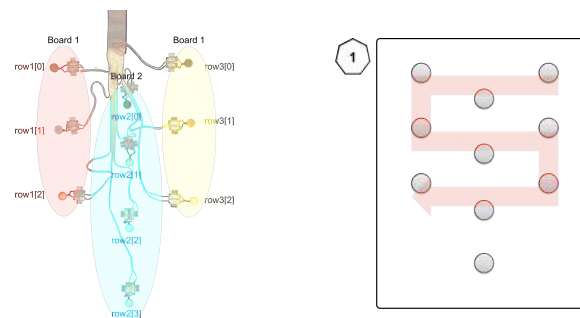 Board 1
Board 1
row1[0]
row3[0]
Board 2
row2[0]
row1[1]
row3[1]
row2[1]
row1[2]
row3[2]
row2[2]
row2[3]
1